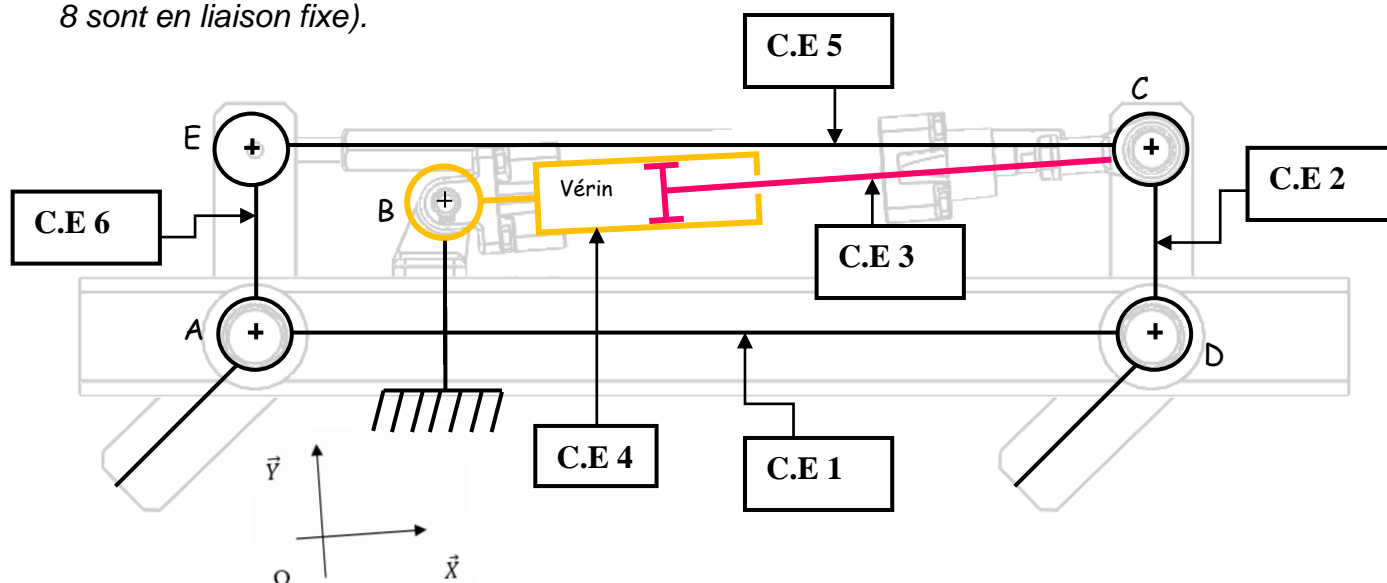 8 sont en liaison fixe).
C.E 5
C
E
Vérin
C.E 2
B
C.E 6
C.E 3
A
D
C.E 4
C.E 1
Y
X
O